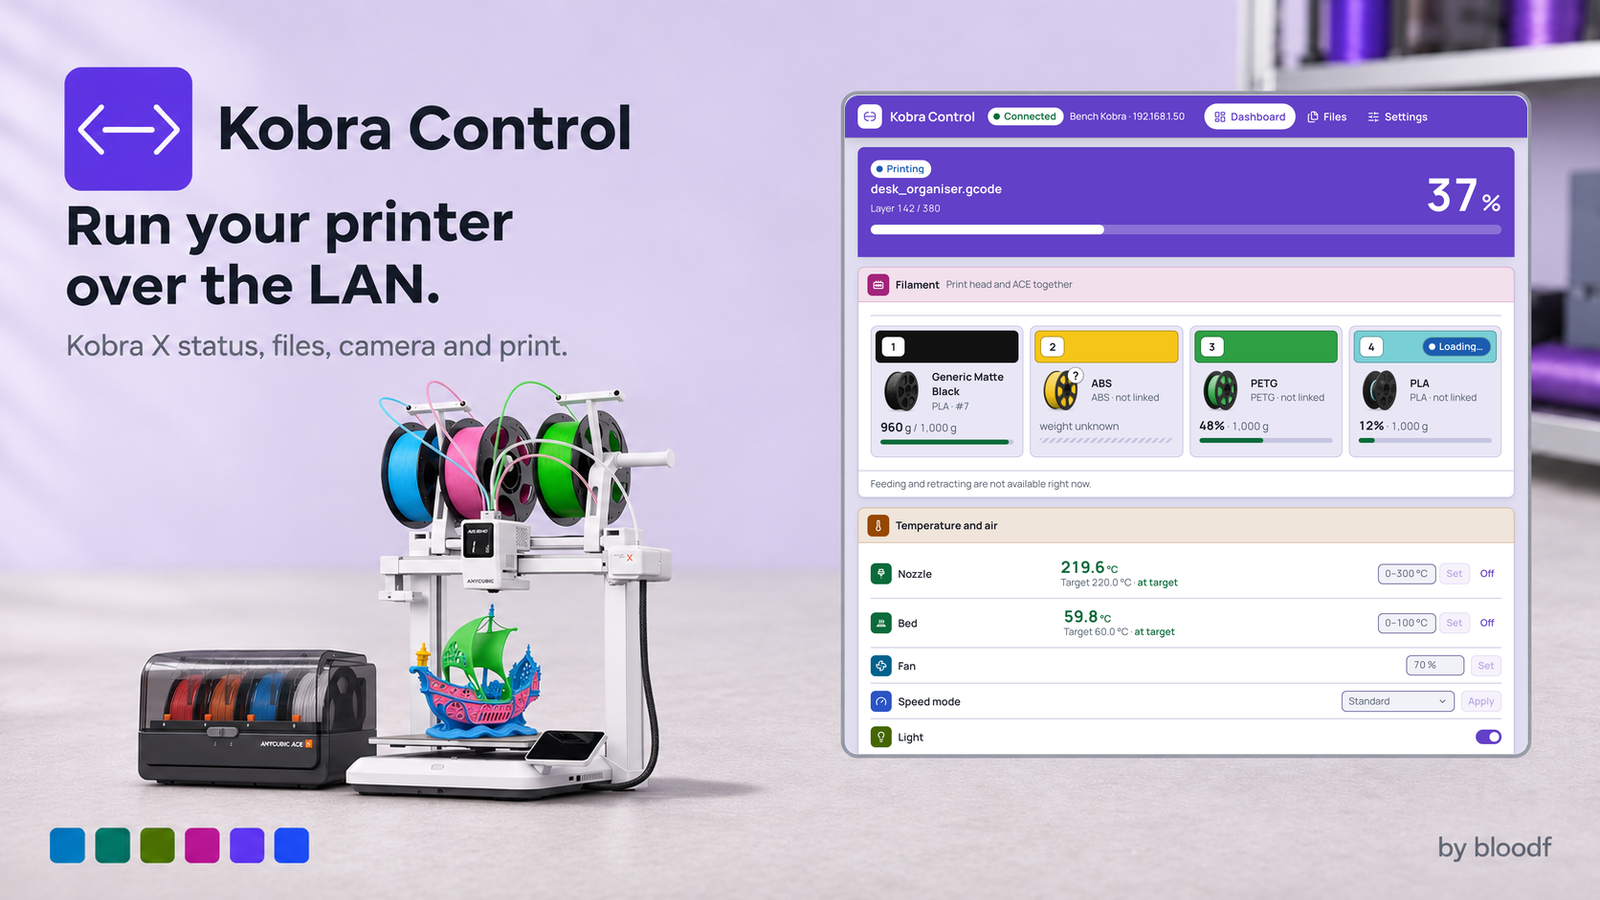 Kobra Control
Run your printer
over the LAN.
Kobra X status, files, camera and print.
ANYCUBIC
X
ANYCUBIC ACE
Kobra Control
Connected
Bench Kobra · 192.168.1.50
Dashboard
Files
Settings
Printing
desk_organiser.gcode
Layer 142 / 380
37%
Filament Print head and ACE together
1
Generic Matte
Black
PLA · #7
960 g / 1,000 g
2
?
ABS
ABS · not linked
weight unknown
3
PETG
PETG · not linked
48% · 1,000 g
4
Loading...
PLA
PLA · not linked
12% · 1,000 g
Feeding and retracting are not available right now.
Temperature and air
Nozzle
219.6 °C
Target 220.0 °C · at target
0–300 °C
Set
Off
Bed
59.8 °C
Target 60.0 °C · at target
0–100 °C
Set
Off
Fan
70 %
Set
Speed mode
Standard
Apply
Light
by bloodf